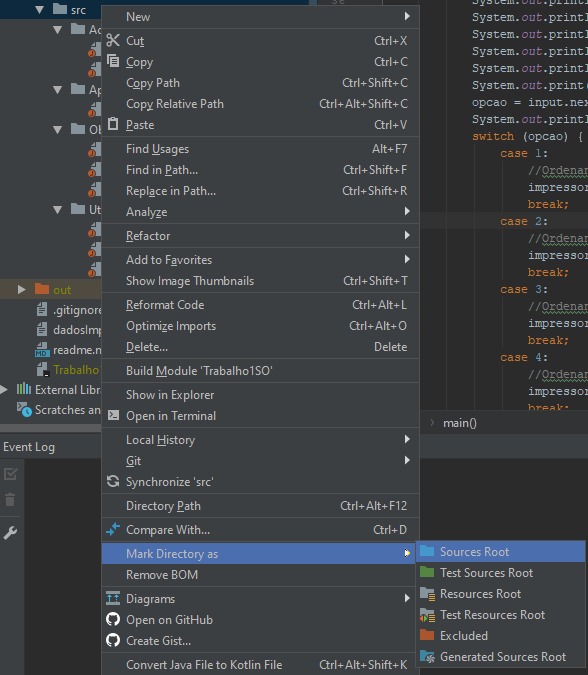 src
Ac
Ap
Ob
Ut
out
.gitignore
dadosImp
readme.n
Trabalho
External Libr
Scratches an
Event Log
New
Cut Ctrl+X
Copy Ctrl+C
Copy Path Ctrl+Shift+C
Copy Relative Path Ctrl+Alt+Shift+C
Paste Ctrl+V
Find Usages Alt+F7
Find in Path... Ctrl+Shift+F
Replace in Path... Ctrl+Shift+R
Analyze
Refactor
Add to Favorites
Show Image Thumbnails Ctrl+Shift+T
Reformat Code Ctrl+Alt+L
Optimize Imports Ctrl+Alt+O
Delete... Delete
Build Module 'Trabalho1SO'
Show in Explorer
Open in Terminal
Local History
Git
Synchronize 'src'
Directory Path Ctrl+Alt+F12
Compare With... Ctrl+D
Mark Directory as
Remove BOM
Diagrams
Open on GitHub
Create Gist...
Convert Java File to Kotlin File Ctrl+Alt+Shift+K
Sources Root
Test Sources Root
Resources Root
Test Resources Root
Excluded
Generated Sources Root
System.out.printl
System.out.printl
System.out.printl
System.out.printl
System.out.print(
opcao = input.nex
System.out.printl
switch (opcao) {
case 1:
//Ordenan
impressor
break;
case 2:
//Ordenan
impressor
break;
case 3:
//Ordenan
impressor
break;
case 4:
//Ordenan
impressor
break;
main()